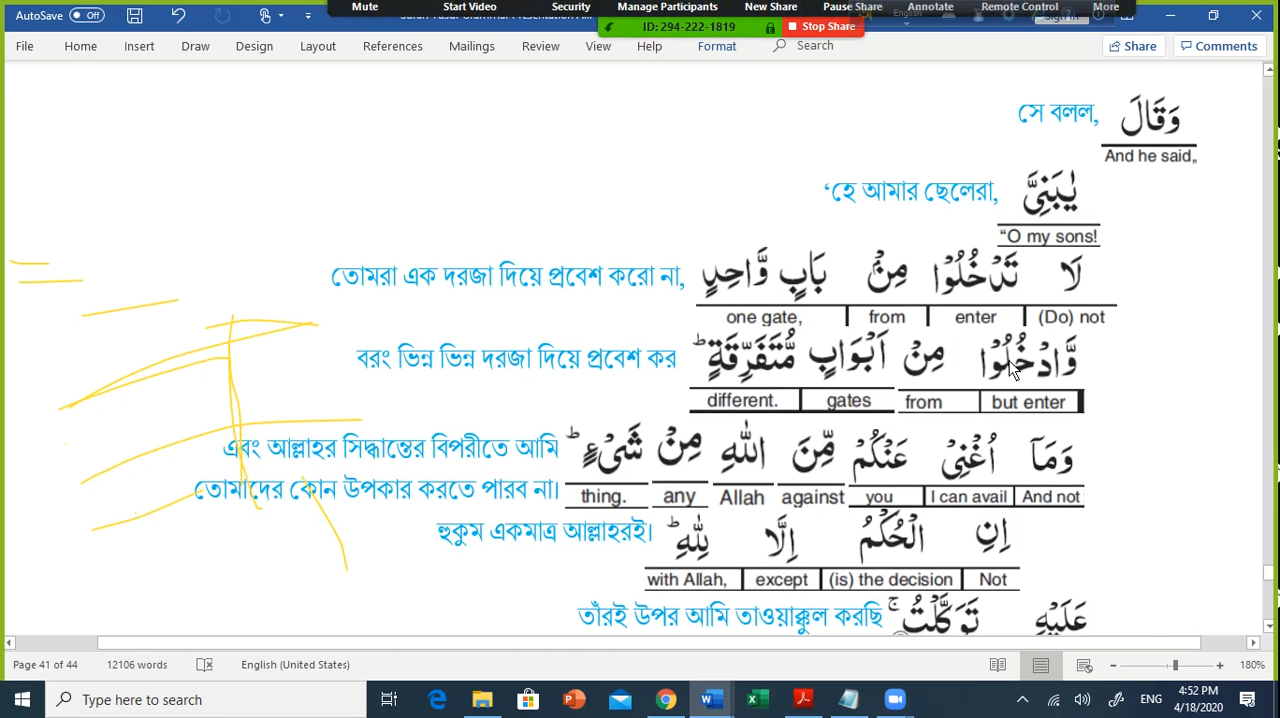 Mute Start Video Security Manage Participants New Share Pause Share Annotate Remote Control More
ID: 294-222-1819 Stop Share
AutoSave Off
File Home Insert Draw Design Layout References Mailings Review View Help Format Search Share Comments
সে বলল, وَقَالَ
And he said,
‘হে আমার ছেলেরা, يٰبَنِىَّ
“O my sons!
তোমরা এক দরজা দিয়ে প্রবেশ করো না, لَا تَدْخُلُوْا مِنْۢ بَابٍ وَّاحِدٍ
one gate, from enter (Do) not
বরং ভিন্ন ভিন্ন দরজা দিয়ে প্রবেশ কর وَّادْخُلُوْا مِنْ اَبْوَابٍ مُّتَفَرِّقَةٍ ؕ
different. gates from but enter
এবং আল্লাহর সিদ্ধান্তের বিপরীতে আমি وَمَآ اُغْنِىْ عَنْكُمْ مِّنَ اللّٰهِ مِنْ شَىْءٍ ؕ
তোমাদের কোন উপকার করতে পারব না। thing. any Allah against you I can avail And not
হুকুম একমাত্র আল্লাহরই। اِنِ الْحُكْمُ اِلَّا لِلّٰهِ ؕ
with Allah, except (is) the decision Not
তাঁরই উপর আমি তাওয়াক্কুল করছি عَلَيْهِ تَوَكَّلْتُ ۚ
Page 41 of 44 12106 words English (United States) 180%
Type here to search ENG 4:52 PM
4/18/2020